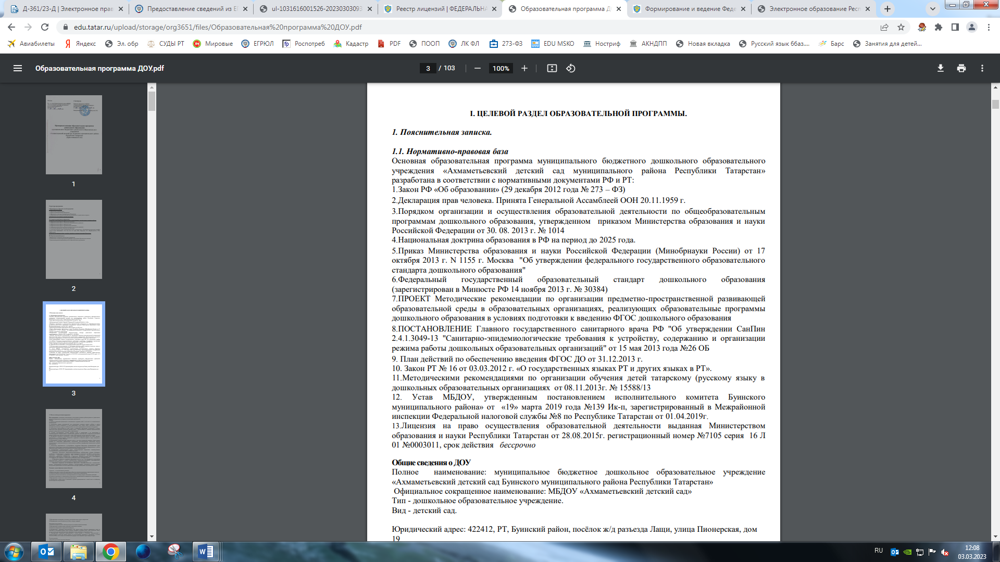 Д-361/23-Д | Электронное прав
Предоставление сведений из ЕГ
ul-1031616001526-20230303093
Реестр лицензий | ФЕДЕРАЛЬНА
Образовательная программа Д
Формирование и ведение Феде
Электронное образование Респ
edu.tatar.ru/upload/storage/org3651/files/Образовательная%20программа%20ДОУ.pdf
Авиабилеты Яндекс Эл. обр СУДЫ РТ Мировые ЕГРЮЛ Роспотреб Кадастр PDF ПООП ЛК ФЛ 273-ФЗ EDU MSKO Ностриф АКНДПП Новая вкладка Русский язык ббаз.... Барс Занятия для детей...
Образовательная программа ДОУ.pdf
3 / 103
100%
1
2
3
4
I. ЦЕЛЕВОЙ РАЗДЕЛ ОБРАЗОВАТЕЛЬНОЙ ПРОГРАММЫ.
1. Пояснительная записка.
1.1. Нормативно-правовая база
Основная образовательная программа муниципального бюджетного дошкольного образовательного
учреждения «Ахмаметьевский детский сад муниципального района Республики Татарстан»
разработана в соответствии с нормативными документами РФ и РТ:
1.Закон РФ «Об образовании» (29 декабря 2012 года № 273 – ФЗ)
2.Декларация прав человека. Принята Генеральной Ассамблеей ООН 20.11.1959 г.
3.Порядком организации и осуществления образовательной деятельности по общеобразовательным
программам дошкольного образования, утвержденном приказом Министерства образования и науки
Российской Федерации от 30. 08. 2013 г. № 1014
4.Национальная доктрина образования в РФ на период до 2025 года.
5.Приказ Министерства образования и науки Российской Федерации (Минобрнауки России) от 17
октября 2013 г. N 1155 г. Москва "Об утверждении федерального государственного образовательного
стандарта дошкольного образования"
6.Федеральный государственный образовательный стандарт дошкольного образования
(зарегистрирован в Минюсте РФ 14 ноября 2013 г. № 30384)
7.ПРОЕКТ Методические рекомендации по организации предметно-пространственной развивающей
образовательной среды в образовательных организациях, реализующих образовательные программы
дошкольного образования в условиях подготовки к введению ФГОС дошкольного образования
8.ПОСТАНОВЛЕНИЕ Главного государственного санитарного врача РФ "Об утверждении СанПин
2.4.1.3049-13 "Санитарно-эпидемиологические требования к устройству, содержанию и организации
режима работы дошкольных образовательных организаций" от 15 мая 2013 года №26 ОБ
9. План действий по обеспечению введения ФГОС ДО от 31.12.2013 г.
10. Закон РТ № 16 от 03.03.2012 г. «О государственных языках РТ и других языках в РТ».
11.Методическими рекомендациями по организации обучения детей татарскому (русскому языку в
дошкольных образовательных организациях от 08.11.2013г. № 15588/13
12. Устав МБДОУ, утвержденным постановлением исполнительного комитета Буинского
муниципального района» от «19» марта 2019 года №139 Ик-п, зарегистрированный в Межрайонной
инспекции Федеральной налоговой службы №8 по Республике Татарстан от 01.04.2019г.
13.Лицензия на право осуществления образовательной деятельности выданная Министерством
образования и науки Республики Татарстан от 28.08.2015г. регистрационный номер №7105 серия 16 Л
01 №0003011, срок действия бессрочно
Общие сведения о ДОУ
Полное наименование: муниципальное бюджетное дошкольное образовательное учреждение
«Ахмаметьевский детский сад Буинского муниципального района Республики Татарстан»
Официальное сокращенное наименование: МБДОУ «Ахмаметьевский детский сад»
Тип - дошкольное образовательное учреждение.
Вид - детский сад.
Юридический адрес: 422412, РТ, Буинский район, посёлок ж/д разъезда Лащи, улица Пионерская, дом
19
RU
12:08
03.03.2023